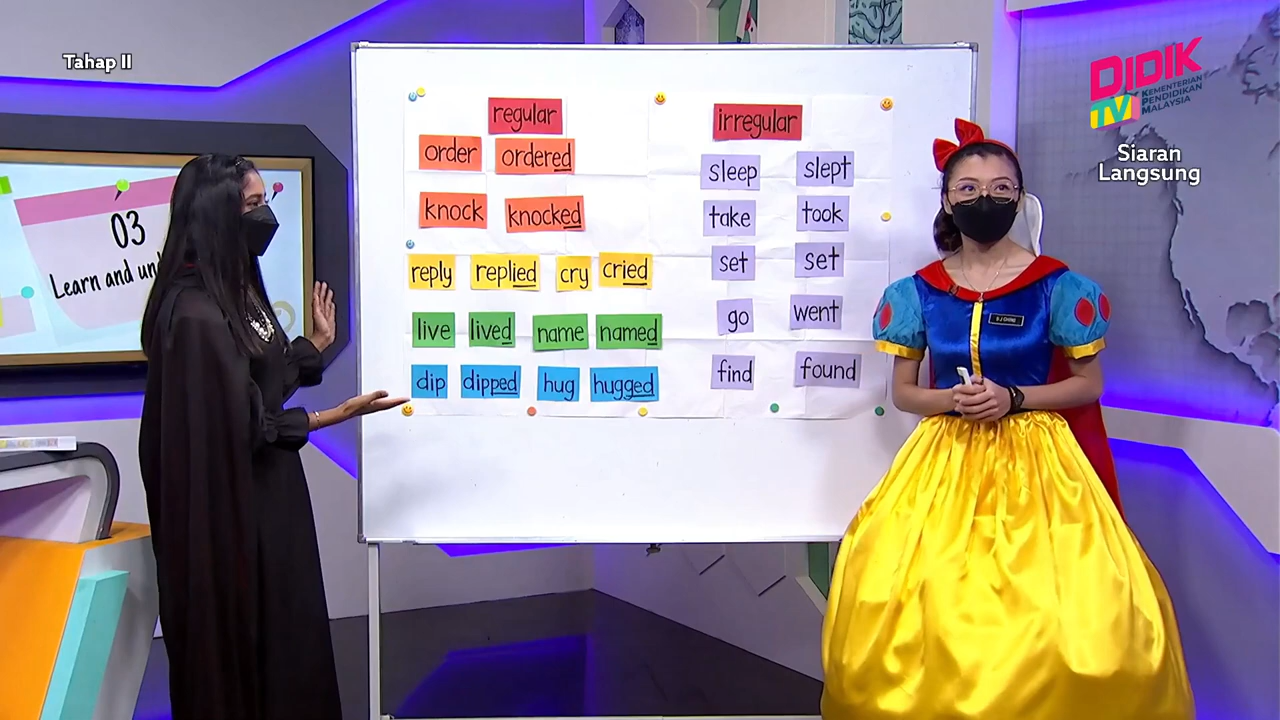 Tahap II
DIDIK
TV
KEMENTERIAN
PENDIDIKAN
MALAYSIA
Siaran
Langsung
03
Learn and
regular
order ordered
knock knocked
reply replied cry cried
live lived name named
dip dipped hug hugged
irregular
sleep slept
take took
set set
go went
find found